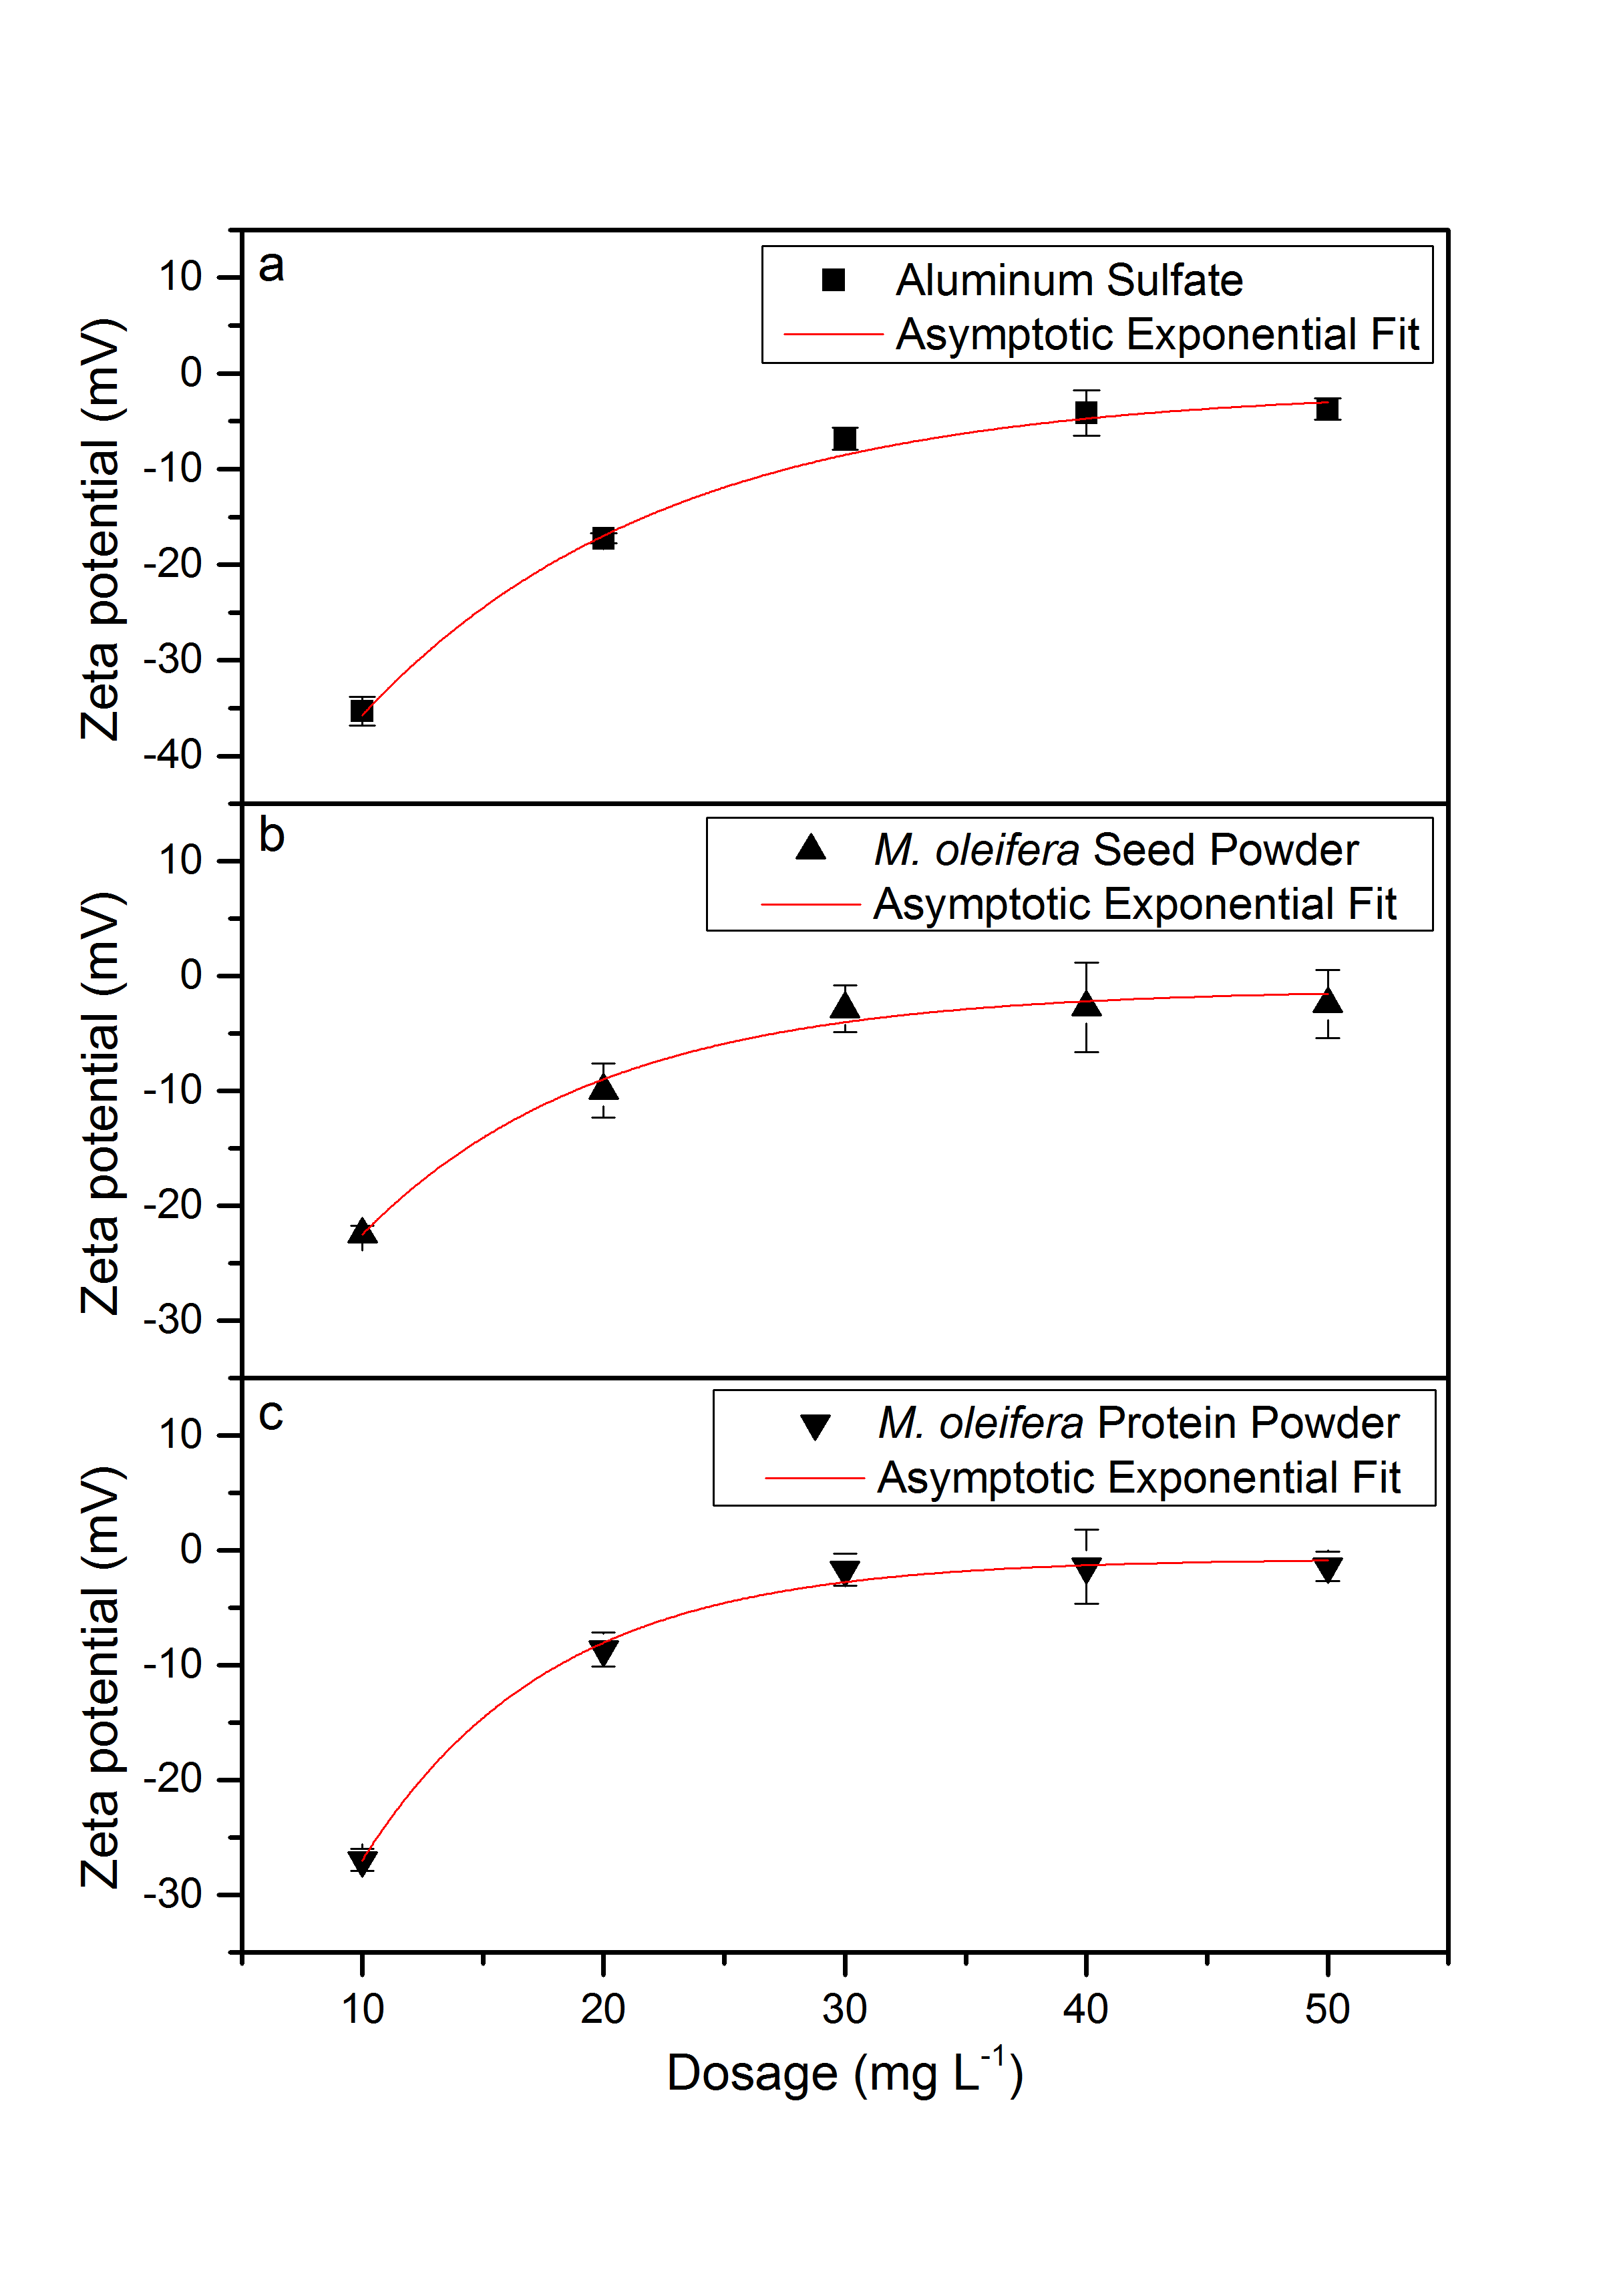 a
Aluminum Sulfate
Asymptotic Exponential Fit
10
0
-10
-20
-30
-40
Zeta potential (mV)
b
M. oleifera Seed Powder
Asymptotic Exponential Fit
10
0
-10
-20
-30
Zeta potential (mV)
c
M. oleifera Protein Powder
Asymptotic Exponential Fit
10
0
-10
-20
-30
Zeta potential (mV)
10 20 30 40 50
Dosage (mg L⁻¹)